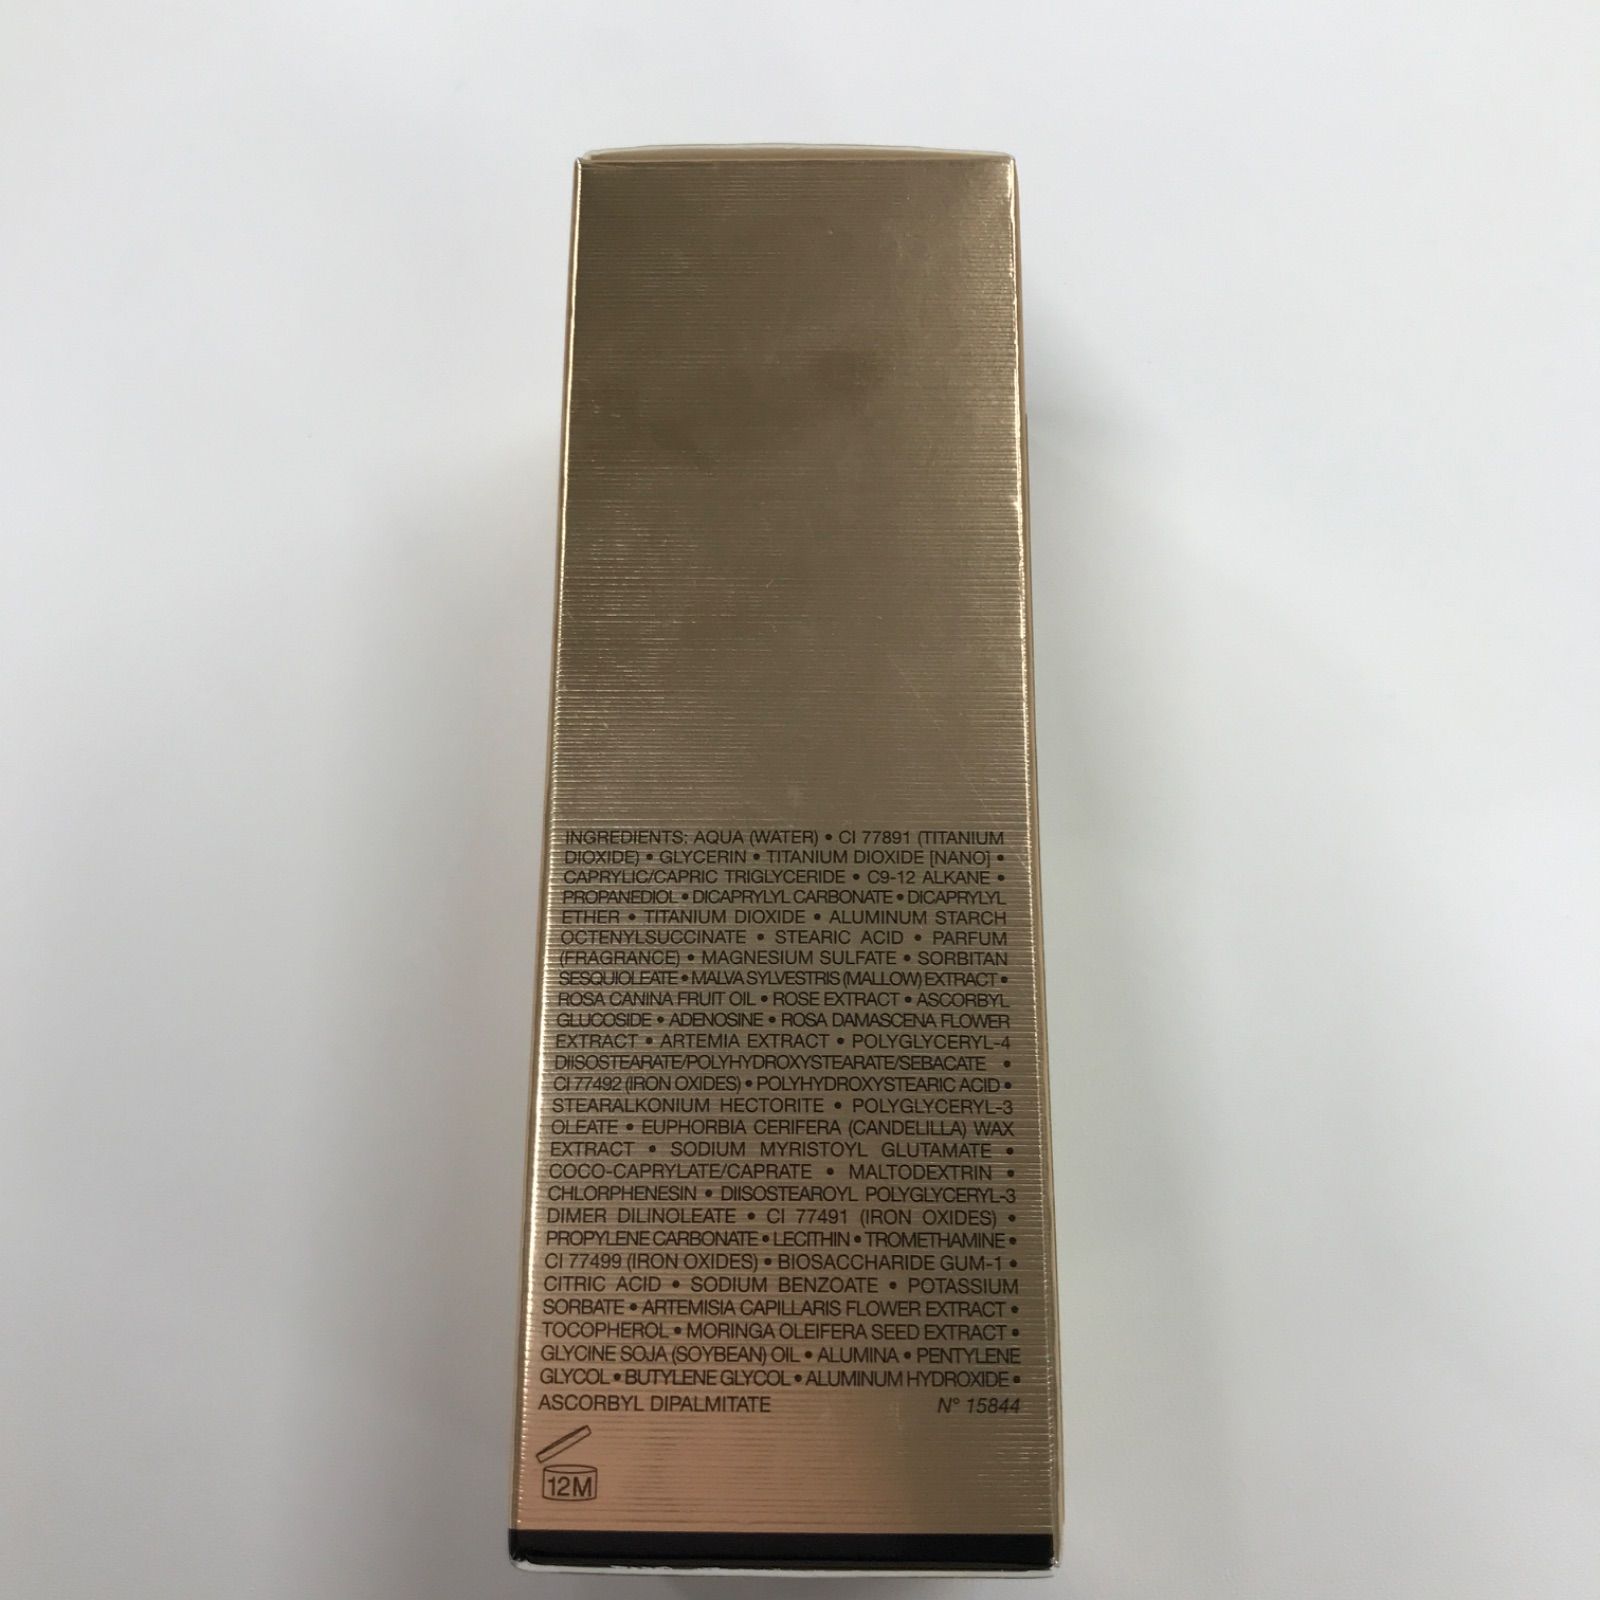 INGREDIENTS: AQUA (WATER) • CI 77891 (TITANIUM
DIOXIDE) • GLYCERIN • TITANIUM DIOXIDE [NANO] •
CAPRYLIC/CAPRIC TRIGLYCERIDE • C9-12 ALKANE •
PROPANEDIOL • DICAPRYLYL CARBONATE • DICAPRYLYL
ETHER • TITANIUM DIOXIDE • ALUMINUM STARCH
OCTENYLSUCCINATE • STEARIC ACID • PARFUM
(FRAGRANCE) • MAGNESIUM SULFATE • SORBITAN
SESQUIOLEATE • MALVA SYLVESTRIS (MALLOW) EXTRACT •
ROSA CANINA FRUIT OIL • ROSE EXTRACT • ASCORBYL
GLUCOSIDE • ADENOSINE • ROSA DAMASCENA FLOWER
EXTRACT • ARTEMIA EXTRACT • POLYGLYCERYL-4
DIISOSTEARATE/POLYHYDROXYSTEARATE/SEBACATE •
CI 77492 (IRON OXIDES) • POLYHYDROXYSTEARIC ACID •
STEARALKONIUM HECTORITE • POLYGLYCERYL-3
OLEATE • EUPHORBIA CERIFERA (CANDELILLA) WAX
EXTRACT • SODIUM MYRISTOYL GLUTAMATE •
COCO-CAPRYLATE/CAPRATE • MALTODEXTRIN •
CHLORPHENESIN • DIISOSTEAROYL POLYGLYCERYL-3
DIMER DILINOLEATE • CI 77491 (IRON OXIDES) •
PROPYLENE CARBONATE • LECITHIN • TROMETHAMINE •
CI 77499 (IRON OXIDES) • BIOSACCHARIDE GUM-1 •
CITRIC ACID • SODIUM BENZOATE • POTASSIUM
SORBATE • ARTEMISIA CAPILLARIS FLOWER EXTRACT •
TOCOPHEROL • MORINGA OLEIFERA SEED EXTRACT •
GLYCINE SOJA (SOYBEAN) OIL • ALUMINA • PENTYLENE
GLYCOL • BUTYLENE GLYCOL • ALUMINUM HYDROXIDE •
ASCORBYL DIPALMITATE N° 15844
12M